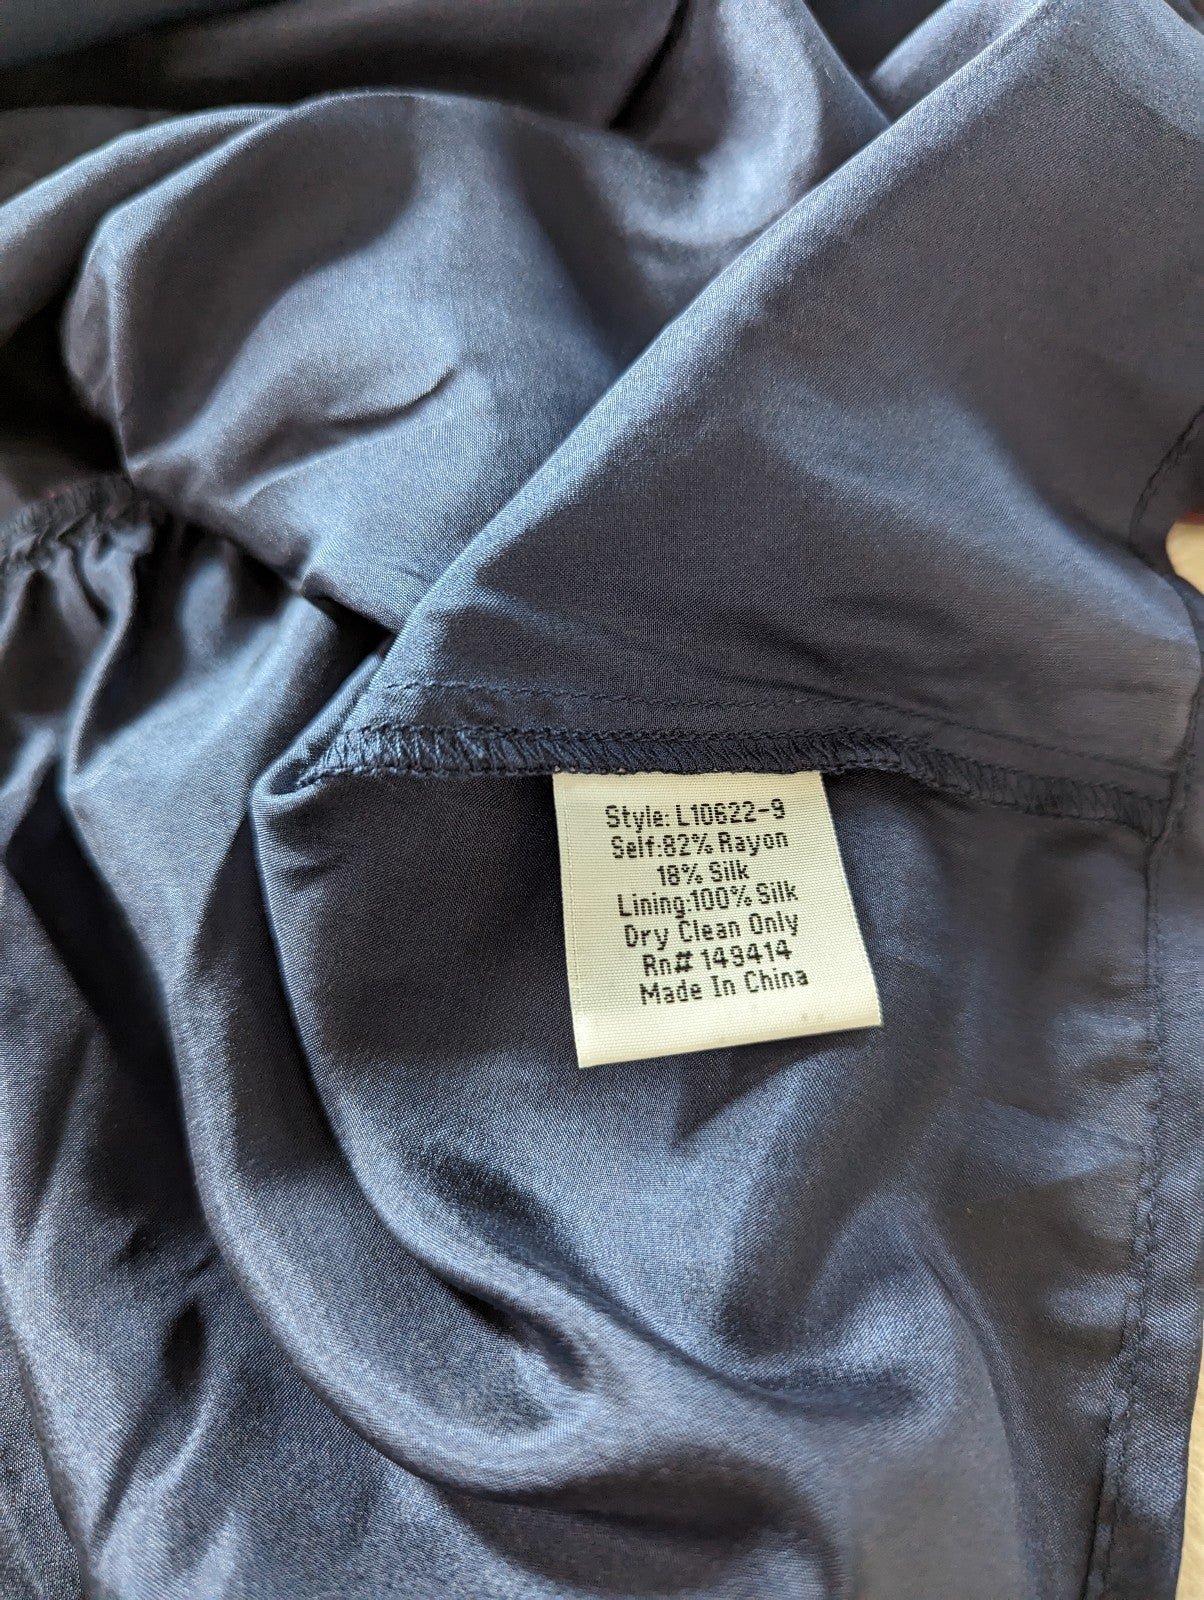 Style: L10622-9
Self:82% Rayon
18% Silk
Lining:100% Silk
Dry Clean Only
Rn# 149414
Made In China